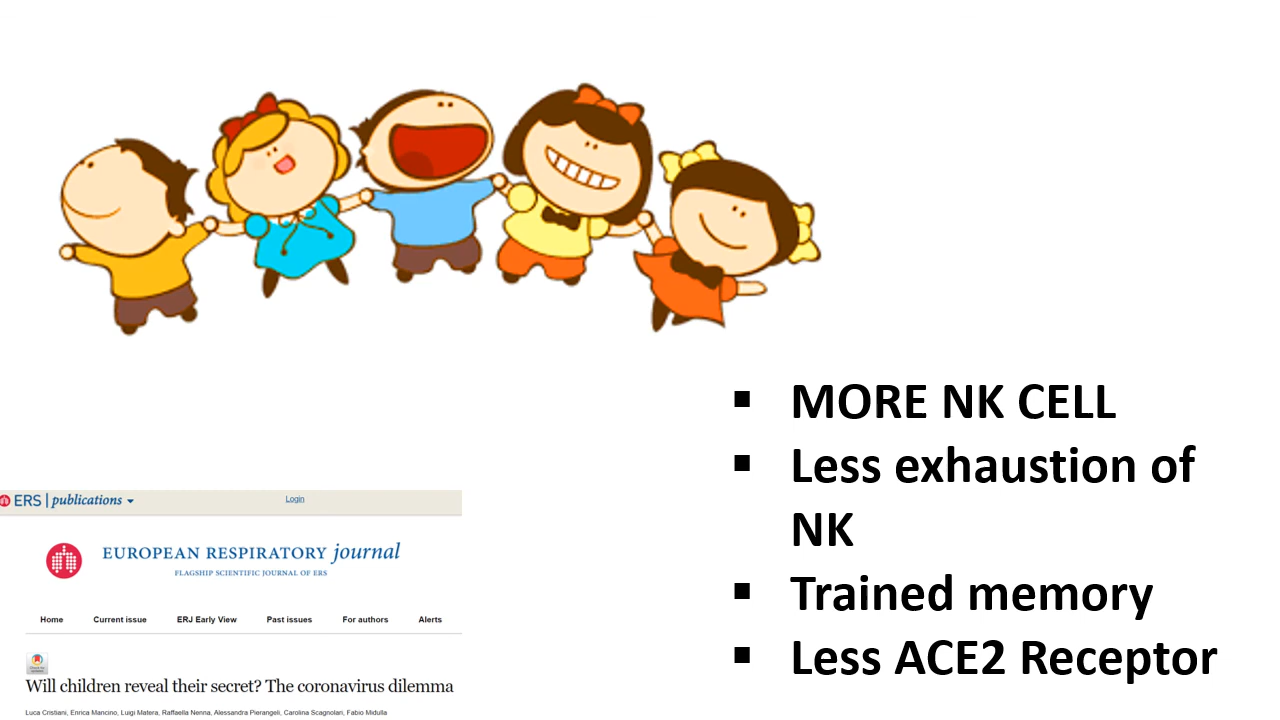 ▪ MORE NK CELL
▪ Less exhaustion of
NK
▪ Trained memory
▪ Less ACE2 Receptor
ERS | publications
Login
EUROPEAN RESPIRATORY journal
FLAGSHIP SCIENTIFIC JOURNAL OF ERS
Home Current issue ERJ Early View Past issues For authors Alerts
Will children reveal their secret? The coronavirus dilemma
Luca Cristiani, Enrica Mancino, Luigi Matera, Raffaella Nenna, Alessandra Pierangeli, Carolina Scagnolari, Fabio Midulla